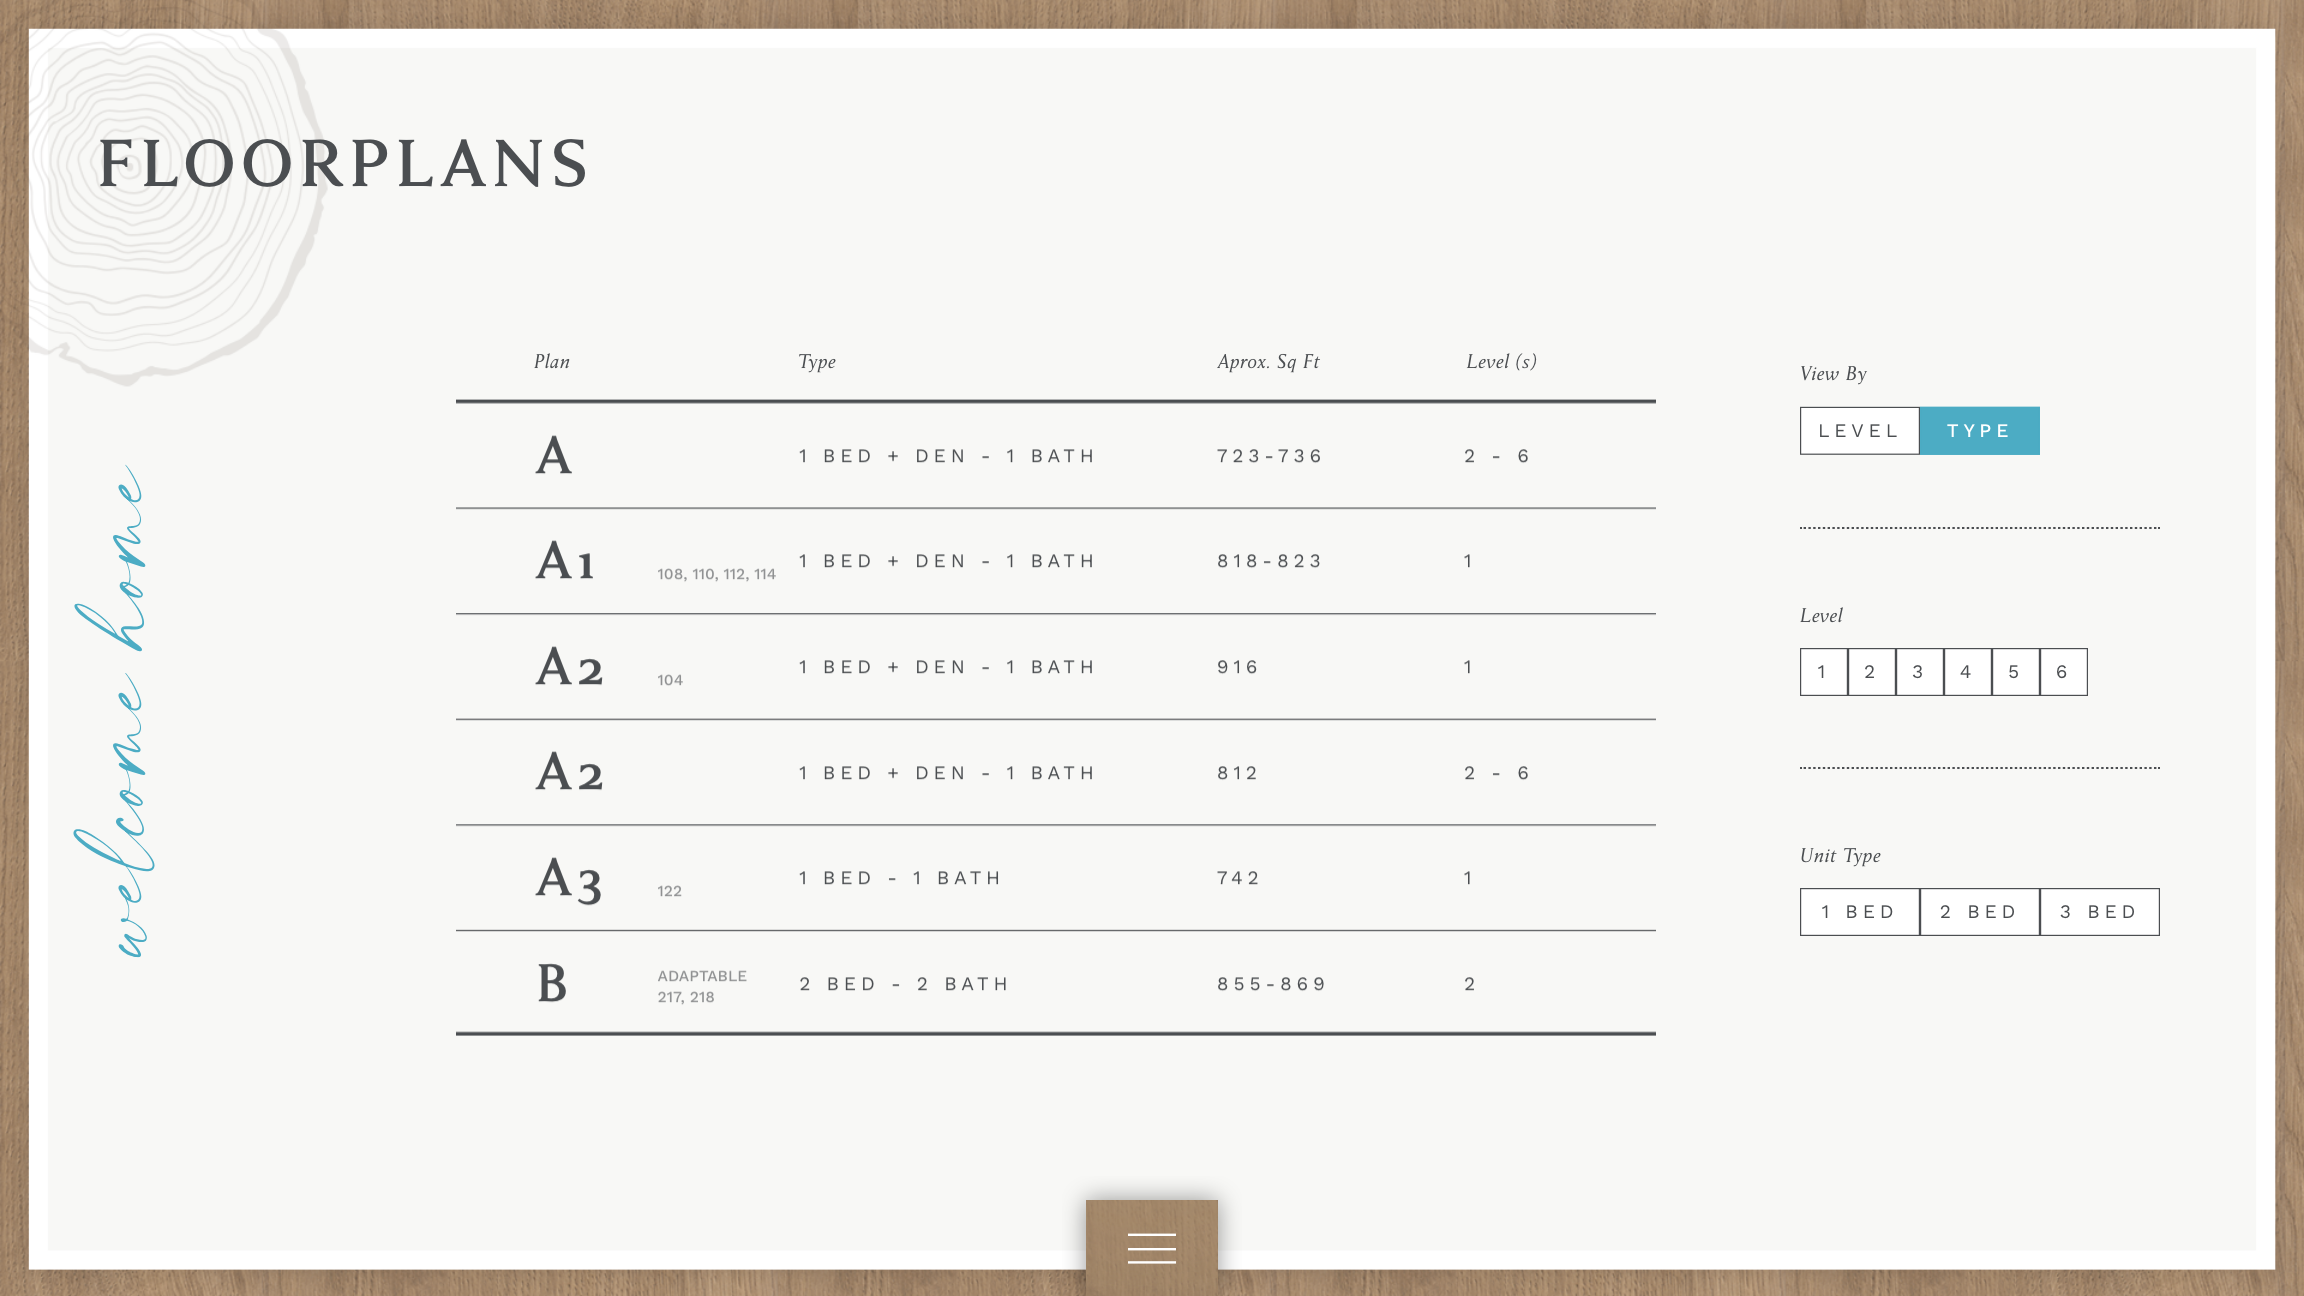 FLOORPLANS
welcome home
Plan Type Aprox. Sq Ft Level (s)
A 1 BED + DEN - 1 BATH 723-736 2 - 6
A1 108, 110, 112, 114 1 BED + DEN - 1 BATH 818-823 1
A2 104 1 BED + DEN - 1 BATH 916 1
A2 1 BED + DEN - 1 BATH 812 2 - 6
A3 122 1 BED - 1 BATH 742 1
B ADAPTABLE 217, 218 2 BED - 2 BATH 855-869 2
View By
LEVEL TYPE
Level
1 2 3 4 5 6
Unit Type
1 BED 2 BED 3 BED